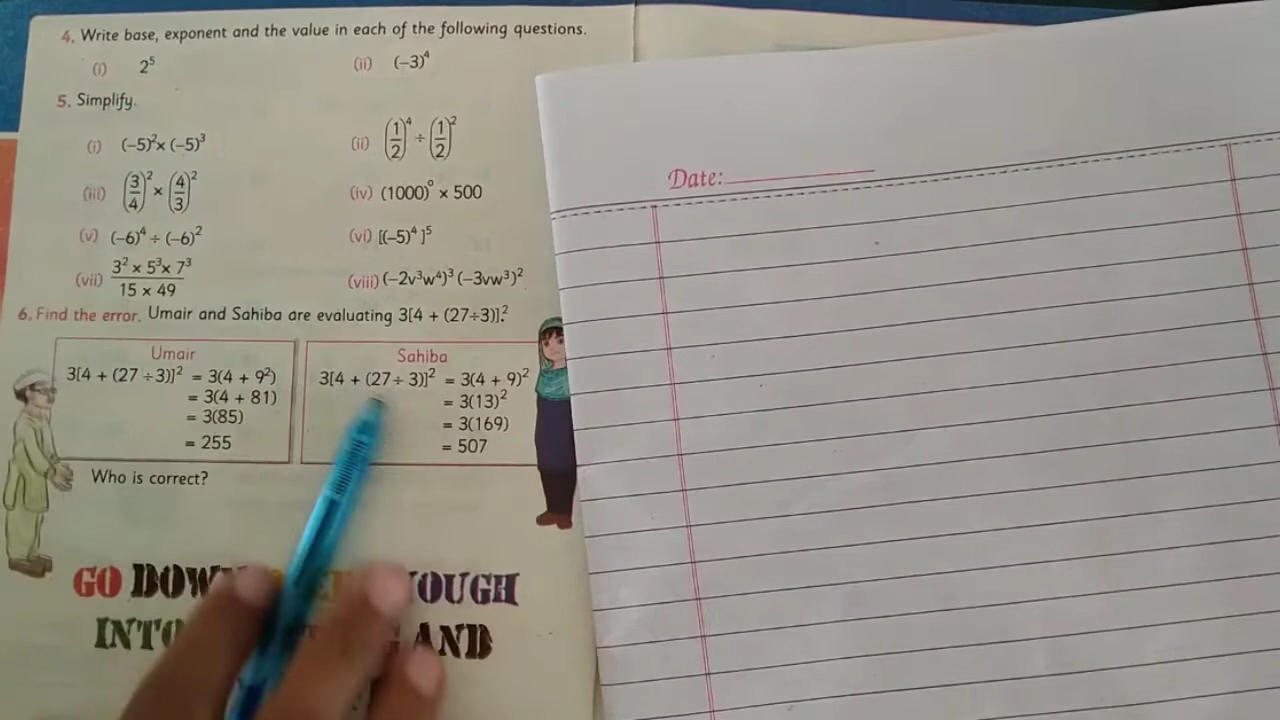 4. Write base, exponent and the value in each of the following questions.
(i) 2⁵ (ii) (−3)⁴
5. Simplify.
(i) (−5)²× (−5)³ (ii) (1/2)⁴ ÷ (1/2)²
(iii) (3/4)² × (4/3)² (iv) (1000)⁰ × 500
(v) (−6)⁴ ÷ (−6)² (vi) [(−5)⁴ ]⁵
(vii) (3² × 5³× 7³)/(15 × 49) (viii) (−2v³w⁴)³ (−3vw³)²
6. Find the error. Umair and Sahiba are evaluating 3[4 + (27÷3)].²
Umair
3[4 + (27 ÷3)]² = 3(4 + 9²)
= 3(4 + 81)
= 3(85)
= 255
Sahiba
3[4 + (27÷ 3)]² = 3(4 + 9)²
= 3(13)²
= 3(169)
= 507
Who is correct?
GO
AND
Date: